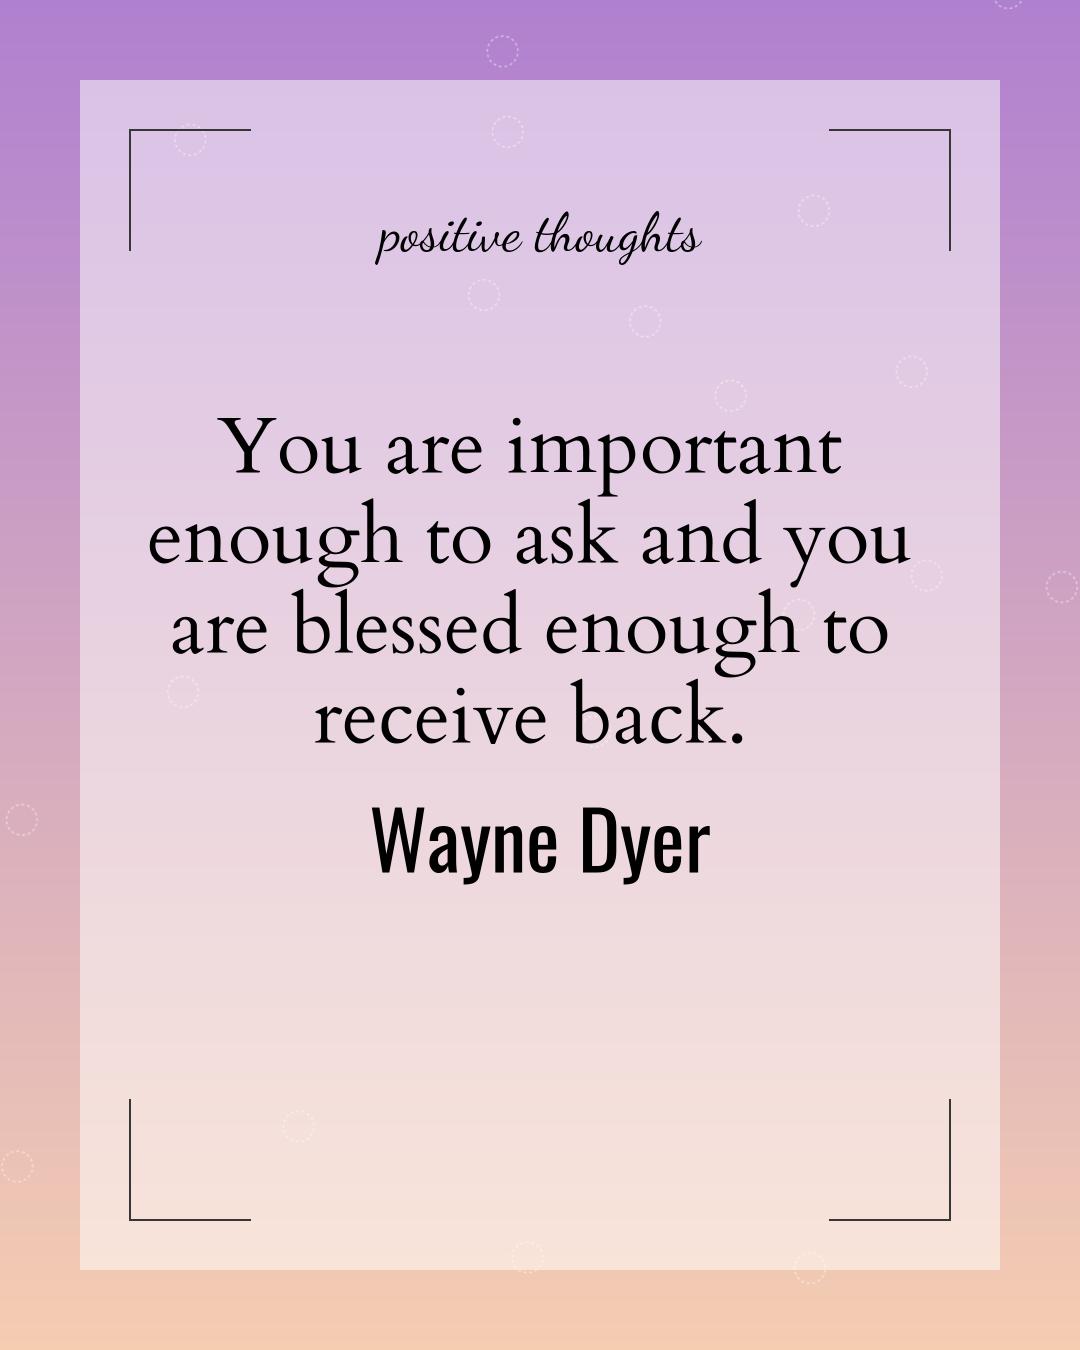 positive thoughts
You are important
enough to ask and you
are blessed enough to
receive back.
Wayne Dyer